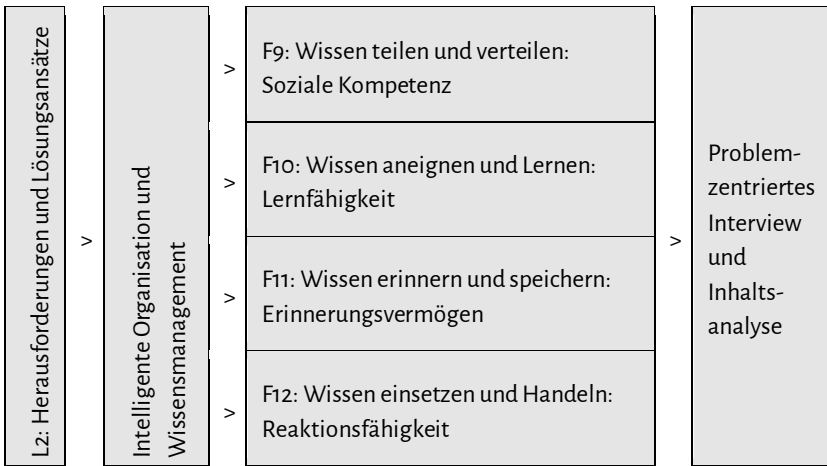 L2: Herausforderungen und Lösungsansätze
>
Intelligente Organisation und
Wissensmanagement
>
F9: Wissen teilen und verteilen:
Soziale Kompetenz
>
F10: Wissen aneignen und Lernen:
Lernfähigkeit
>
F11: Wissen erinnern und speichern:
Erinnerungsvermögen
>
F12: Wissen einsetzen und Handeln:
Reaktionsfähigkeit
>
Problem-
zentriertes
Interview
und
Inhalts-
analyse